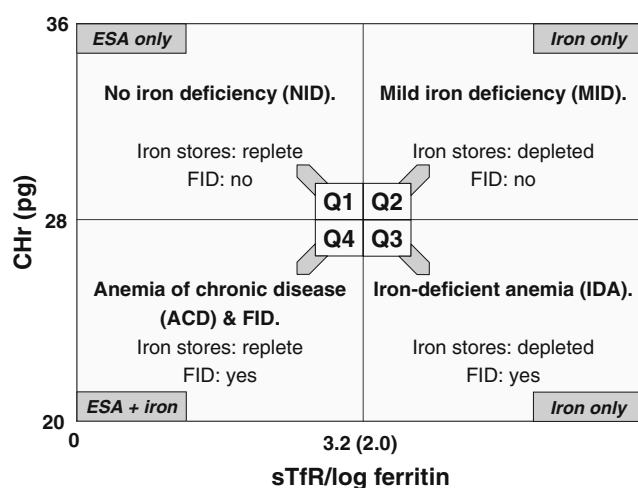 36
ESA only
Iron only
No iron deficiency (NID).
Mild iron deficiency (MID).
Iron stores: replete
FID: no
Iron stores: depleted
FID: no
Q1
Q2
CHr (pg)
28
Q4
Q3
Anemia of chronic disease
(ACD) & FID.
Iron stores: replete
FID: yes
Iron-deficient anemia (IDA).
Iron stores: depleted
FID: yes
ESA + iron
Iron only
20
0
3.2 (2.0)
sTfR/log ferritin